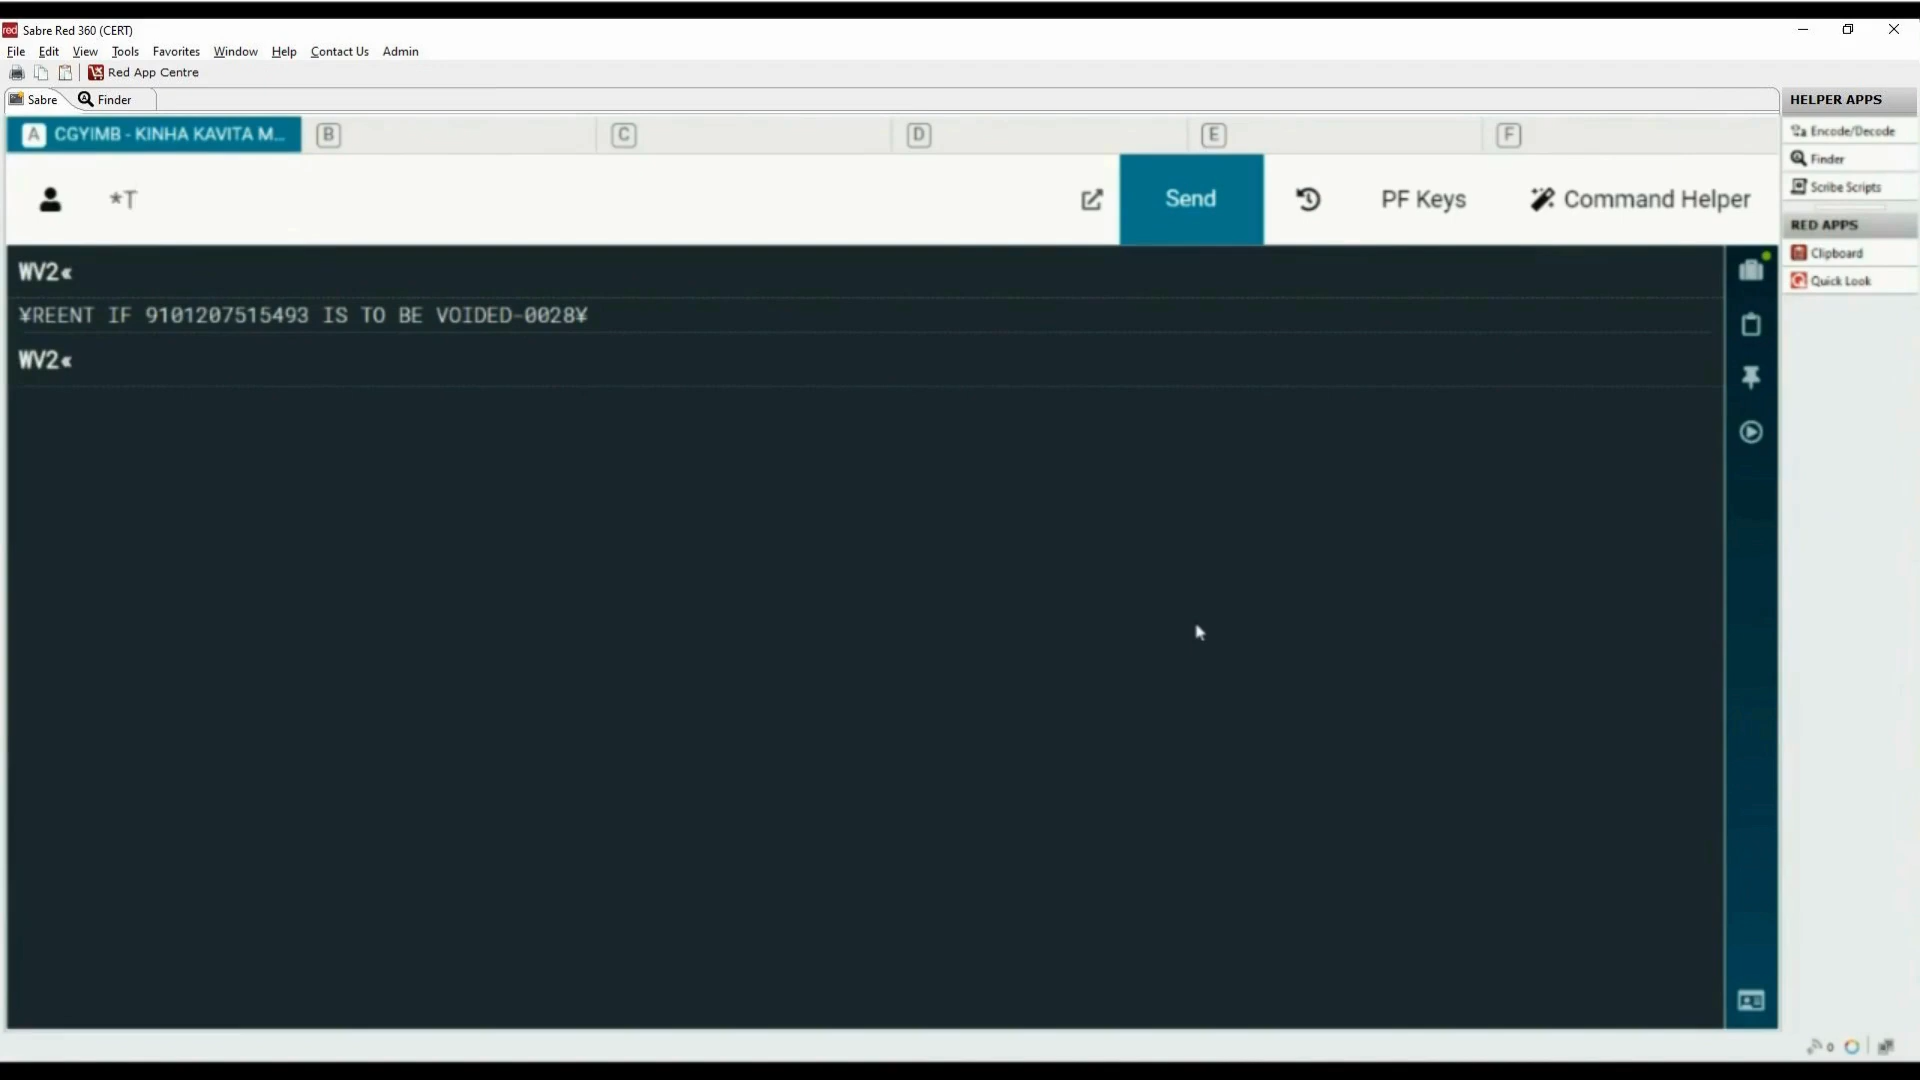 red Sabre Red 360 (CERT)
File Edit View Tools Favorites Window Help Contact Us Admin
Red App Centre
Sabre Finder
HELPER APPS
A CGYIMB - KINHA KAVITA M... B C D E F
Encode/Decode
Finder
*T Send PF Keys Command Helper
Scribe Scripts
RED APPS
Clipboard
Quick Look
WV2«
¥REENT IF 9101207515493 IS TO BE VOIDED-0028¥
WV2«
0